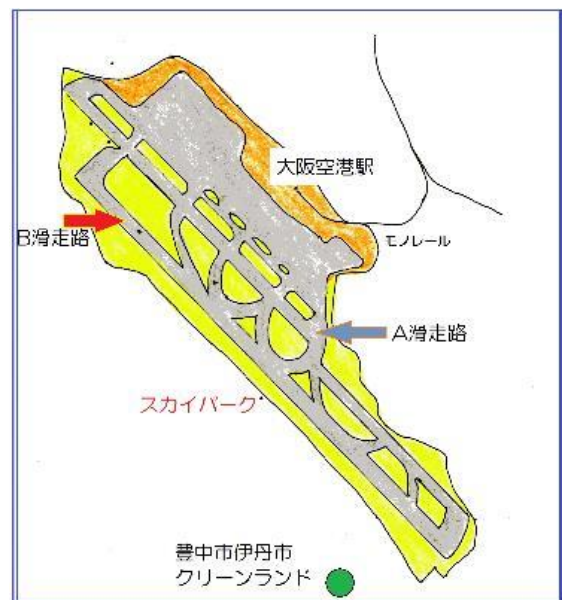 大阪空港駅
モノレール
B滑走路
A滑走路
スカイパーク
豊中市伊丹市
クリーンランド